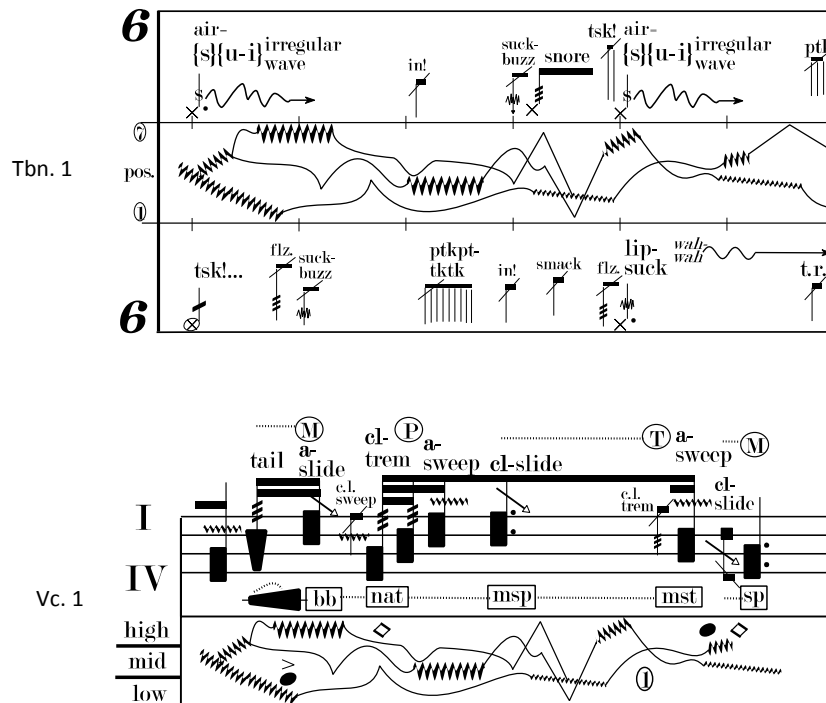 6
air-
{s}{u-i} irregular
wave
s
in!
suck-
buzz
snore
tsk!
air-
{s}{u-i} irregular
wave
s
ptk
Tbn. 1
7
pos.
1
tsk!...
flz.
suck-
buzz
ptkpt-
tktk
in!
smack
flz.
lip-
suck
wah-
wah
t.r.
6
M
P
T
M
tail
a-
slide
c.l.
sweep
cl-
trem
a-
sweep
cl-slide
c.l.
trem
a-
sweep
cl-
slide
I
IV
Vc. 1
bb
nat
msp
mst
sp
high
mid
low
1